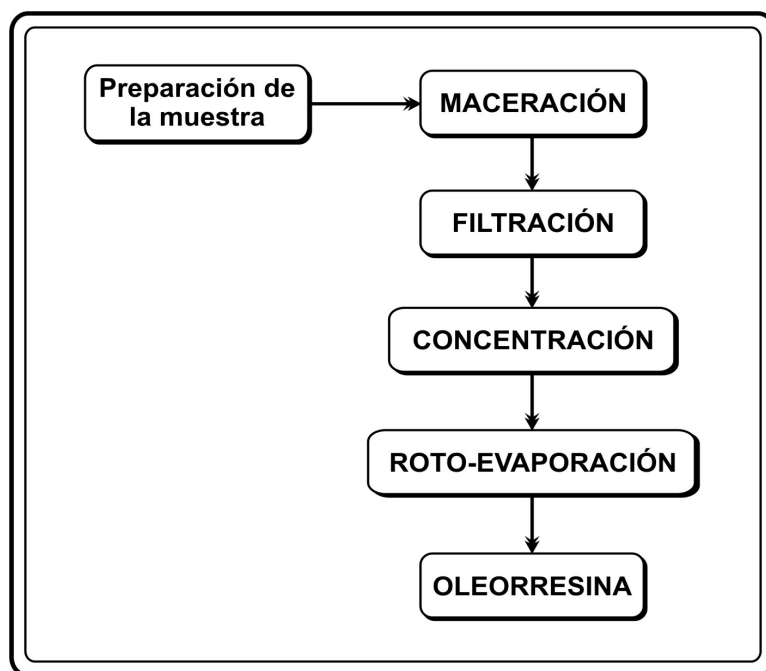 Preparación de
la muestra
MACERACIÓN
FILTRACIÓN
CONCENTRACIÓN
ROTO-EVAPORACIÓN
OLEORRESINA